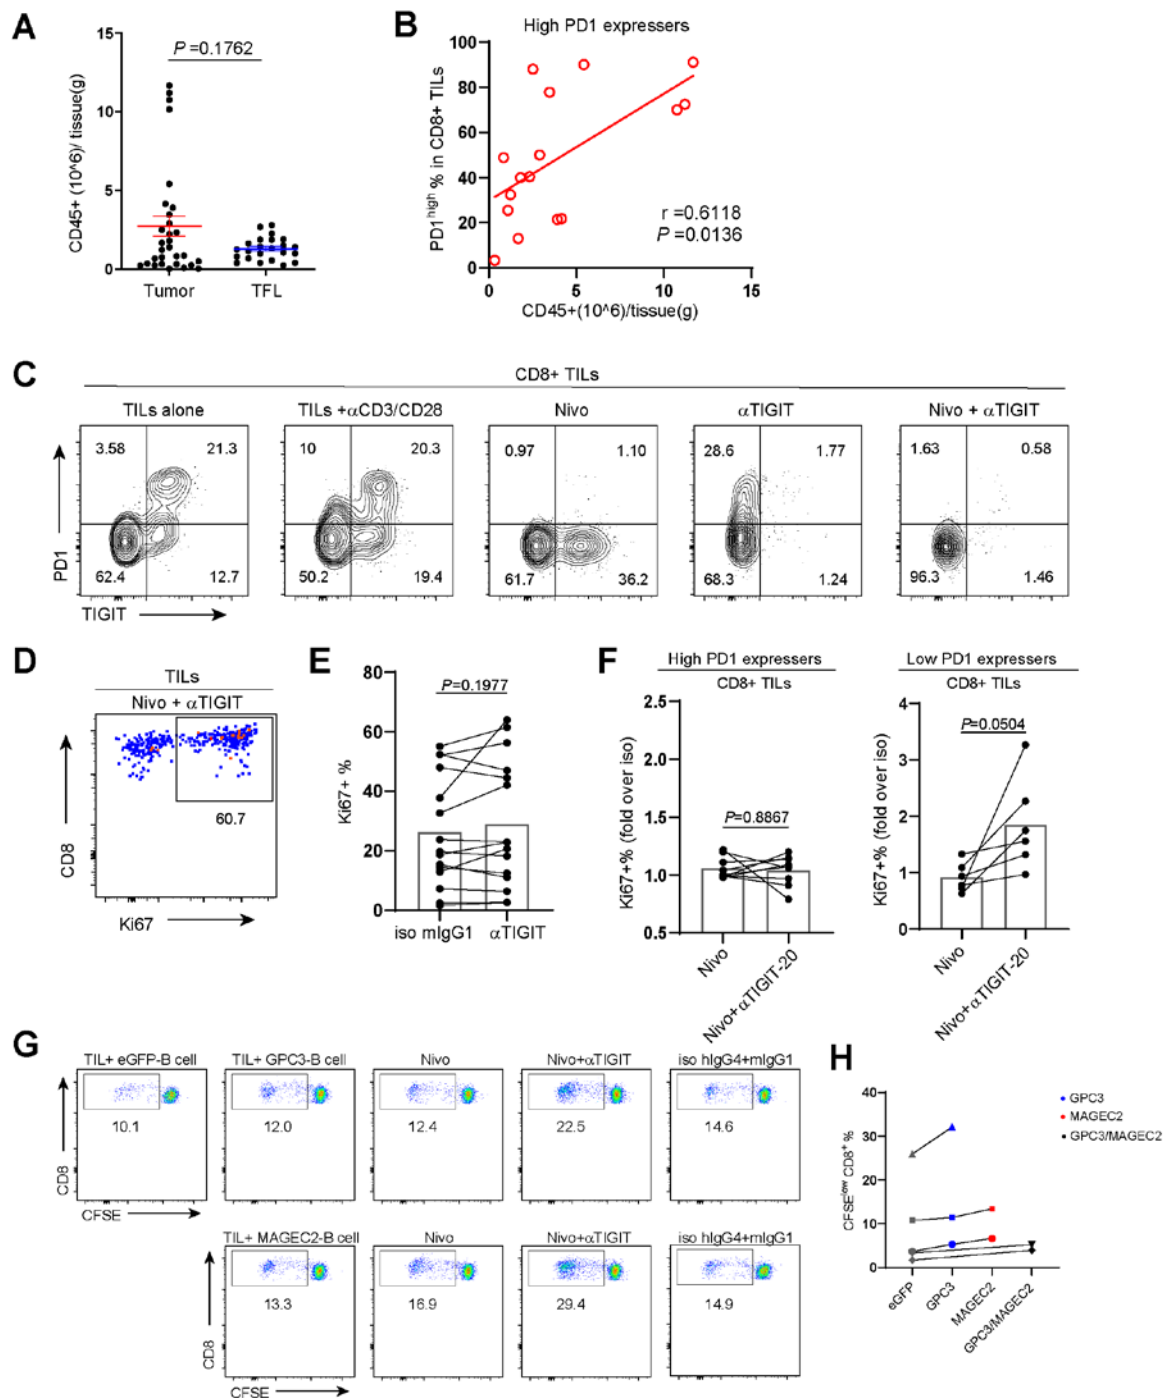 A
15
10
5
0
CD45+ (10^6)/ tissue(g)
P =0.1762
Tumor
TFL
B
High PD1 expressers
100
80
60
40
20
0
PD1high % in CD8+ TILs
r =0.6118
P =0.0136
0
5
10
15
CD45+(10^6)/tissue(g)
C
CD8+ TILs
TILs alone
TILs +αCD3/CD28
Nivo
αTIGIT
Nivo + αTIGIT
3.58
21.3
10
20.3
0.97
1.10
28.6
1.77
1.63
0.58
62.4
12.7
50.2
19.4
61.7
36.2
68.3
1.24
96.3
1.46
PD1
TIGIT
D
TILs
Nivo + αTIGIT
60.7
CD8
Ki67
E
80
60
40
20
0
Ki67+ %
P=0.1977
iso mIgG1
αTIGIT
F
High PD1 expressers
CD8+ TILs
2.5
2.0
1.5
1.0
0.5
Ki67+% (fold over iso)
P=0.8867
Nivo
Nivo+αTIGIT-20
Low PD1 expressers
CD8+ TILs
4
3
2
1
0
Ki67+% (fold over iso)
P=0.0504
Nivo
Nivo+αTIGIT-20
G
TIL+ eGFP-B cell
TIL+ GPC3-B cell
Nivo
Nivo+αTIGIT
iso hIgG4+mIgG1
10.1
12.0
12.4
22.5
14.6
CD8
CFSE
TIL+ MAGEC2-B cell
Nivo
Nivo+αTIGIT
iso hIgG4+mIgG1
13.3
16.9
29.4
14.9
CD8
CFSE
H
40
30
20
10
0
CFSElow CD8+ %
eGFP
GPC3
MAGEC2
GPC3/MAGEC2
GPC3
MAGEC2
GPC3/MAGEC2